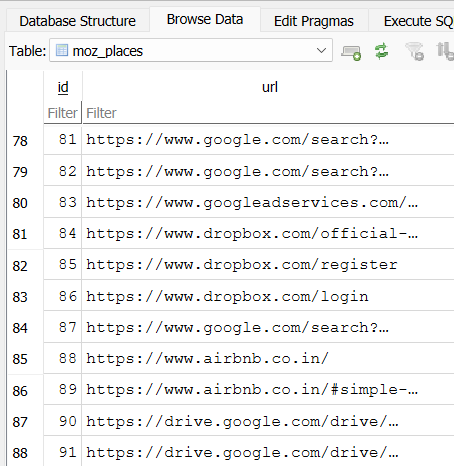 Database Structure Browse Data Edit Pragmas Execute SQ
Table: moz_places
id url
Filter Filter
78 81 https://www.google.com/search?…
79 82 https://www.google.com/search?…
80 83 https://www.googleadservices.com/…
81 84 https://www.dropbox.com/official-…
82 85 https://www.dropbox.com/register
83 86 https://www.dropbox.com/login
84 87 https://www.google.com/search?…
85 88 https://www.airbnb.co.in/
86 89 https://www.airbnb.co.in/#simple-…
87 90 https://drive.google.com/drive/…
88 91 https://drive.google.com/drive/…